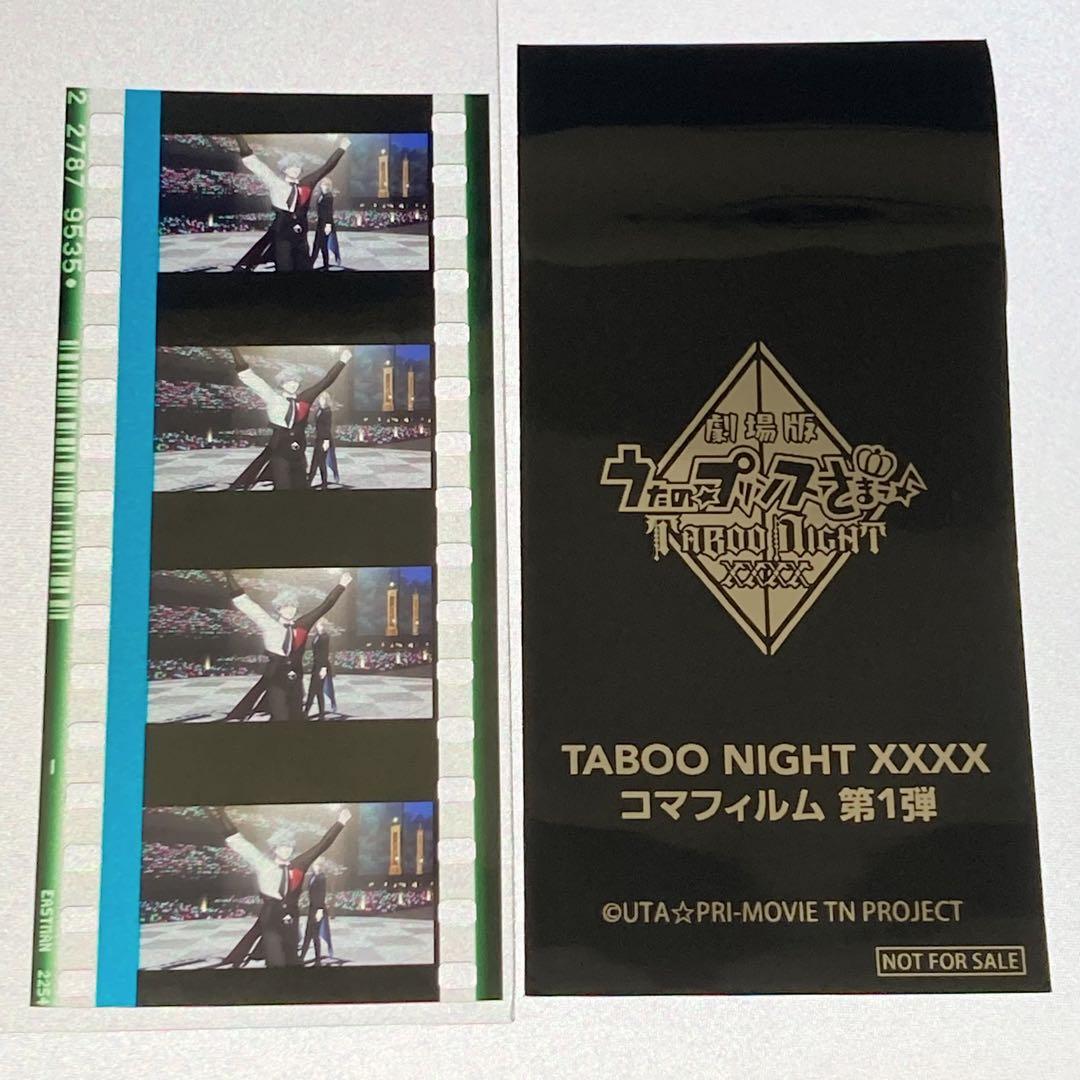 2 2787 9535•
EASTMAN 2254
劇場版
うたの☆プリンスさまっ♪
TABOO NIGHT
XXXX
TABOO NIGHT XXXX
コマフィルム 第1弾
©UTA☆PRI-MOVIE TN PROJECT
NOT FOR SALE